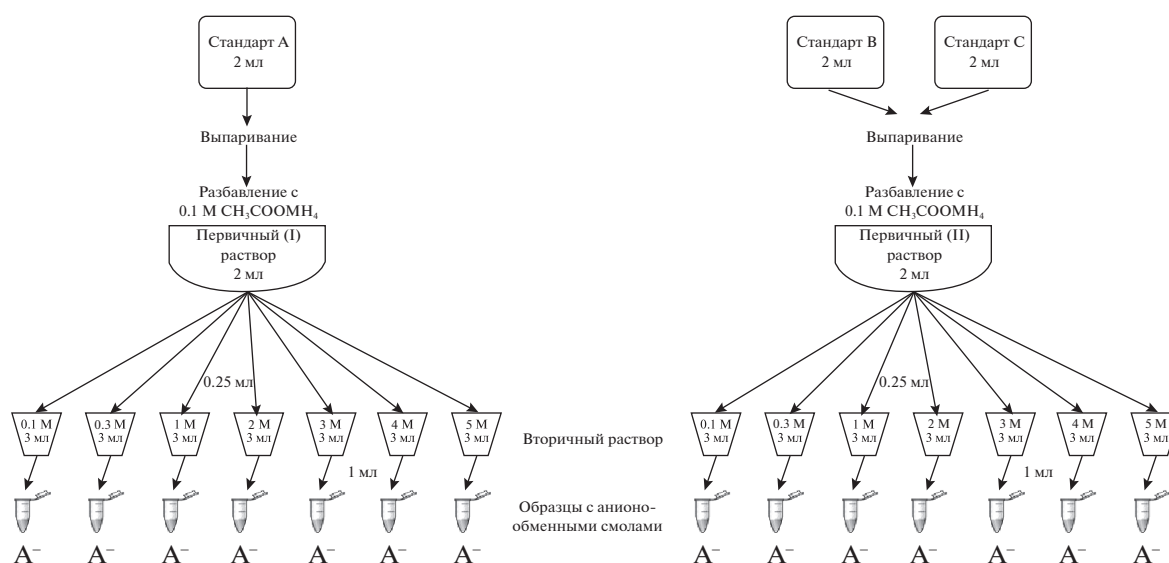 Стандарт A
2 мл
Выпаривание
Разбавление с
0.1 М CH₃COOMH₄
Первичный (I)
раствор
2 мл
0.25 мл
0.1 М
3 мл
0.3 М
3 мл
1 М
3 мл
2 М
3 мл
3 М
3 мл
4 М
3 мл
5 М
3 мл
1 мл
A⁻
A⁻
A⁻
A⁻
A⁻
A⁻
A⁻
Вторичный раствор
Образцы с анионо-
обменными смолами
Стандарт B
2 мл
Стандарт C
2 мл
Выпаривание
Разбавление с
0.1 М CH₃COOMH₄
Первичный (II)
раствор
2 мл
0.25 мл
0.1 М
3 мл
0.3 М
3 мл
1 М
3 мл
2 М
3 мл
3 М
3 мл
4 М
3 мл
5 М
3 мл
1 мл
A⁻
A⁻
A⁻
A⁻
A⁻
A⁻
A⁻